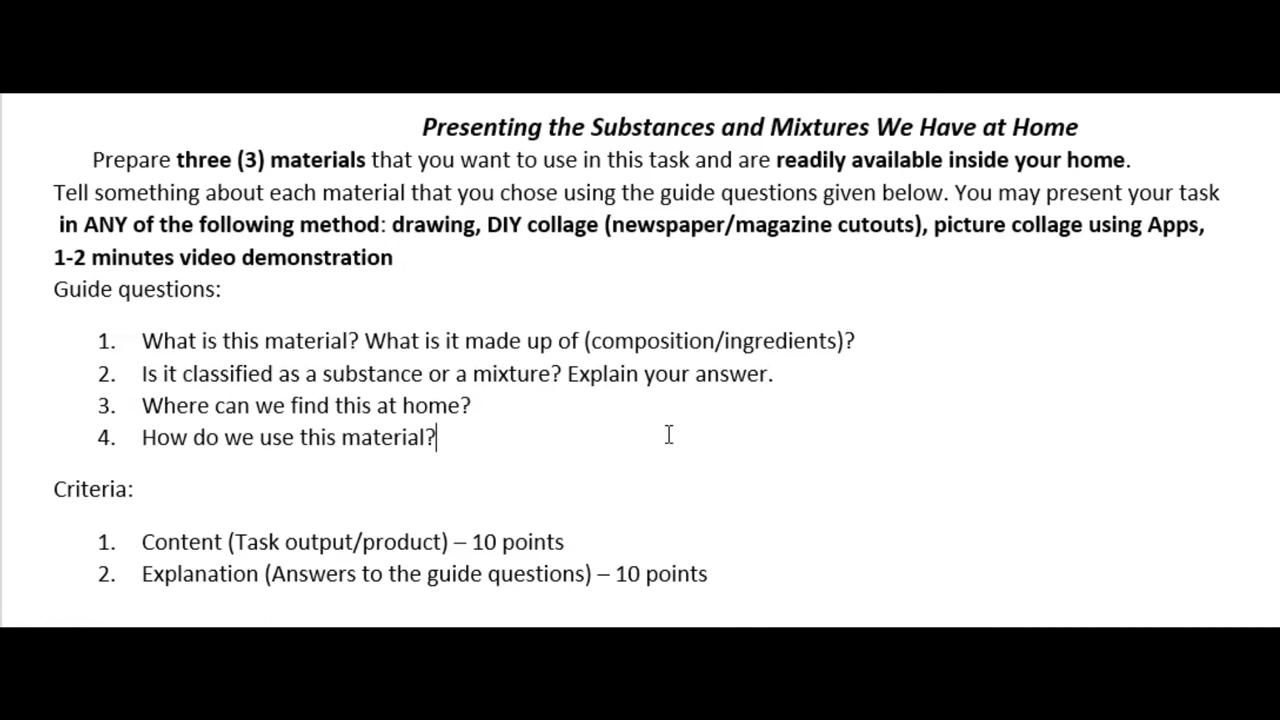 Presenting the Substances and Mixtures We Have at Home
Prepare three (3) materials that you want to use in this task and are readily available inside your home.
Tell something about each material that you chose using the guide questions given below. You may present your task
in ANY of the following method: drawing, DIY collage (newspaper/magazine cutouts), picture collage using Apps,
1-2 minutes video demonstration
Guide questions:
1. What is this material? What is it made up of (composition/ingredients)?
2. Is it classified as a substance or a mixture? Explain your answer.
3. Where can we find this at home?
4. How do we use this material?
Criteria:
1. Content (Task output/product) – 10 points
2. Explanation (Answers to the guide questions) – 10 points